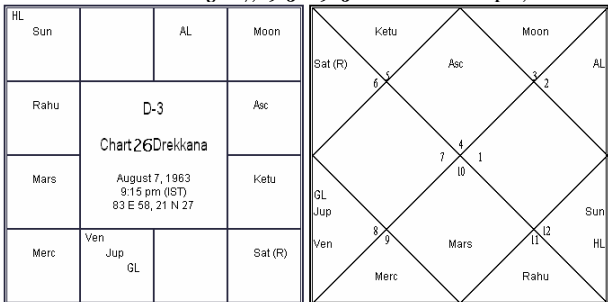 HL
Sun
AL
Moon
Rahu
D-3
Chart 26 Drekkana
August 7, 1963
9:15 pm (IST)
83 E 58, 21 N 27
Asc
Mars
Ketu
Merc
Ven
Jup
GL
Sat (R)
Ketu
Moon
Sat (R)
Asc
AL
6 5
3 2
4
7 1
10
GL
Jup
Ven
8 9
Mars
12
11
Sun
HL
Merc
Rahu